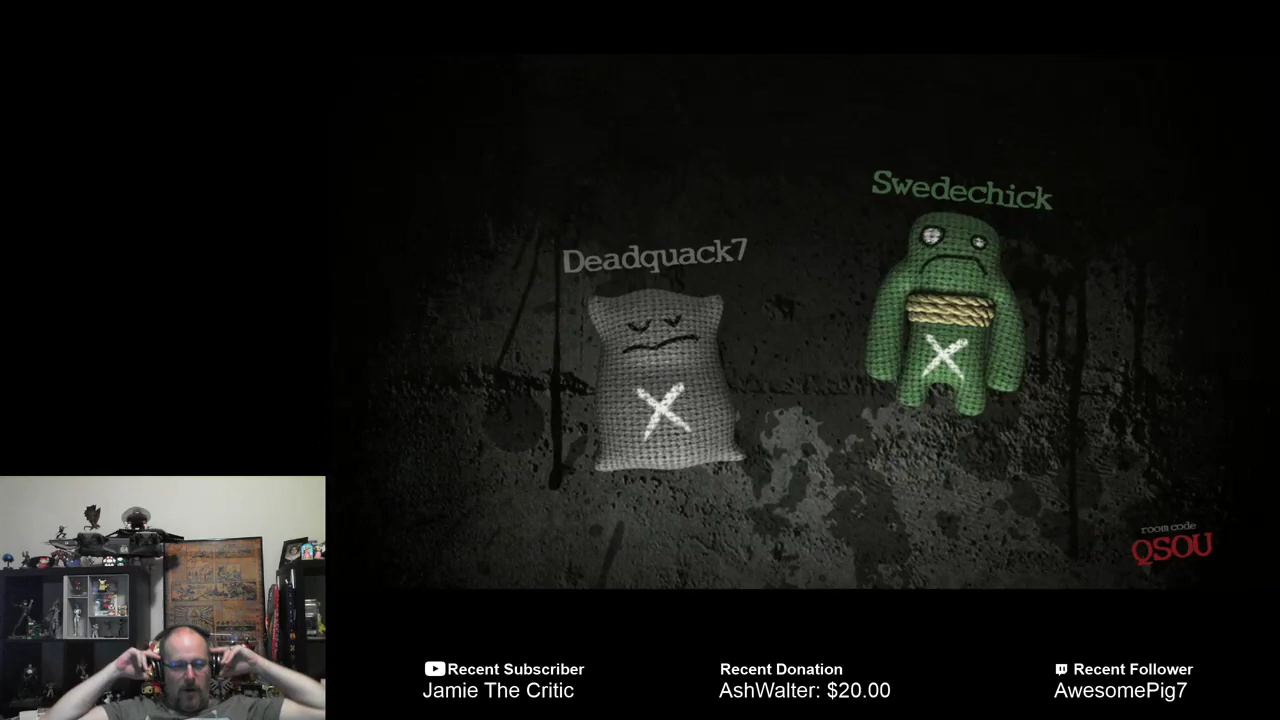 Swedechick
Deadquack7
room code
QSOU
Recent Subscriber
Jamie The Critic
Recent Donation
AshWalter: $20.00
Recent Follower
AwesomePig7